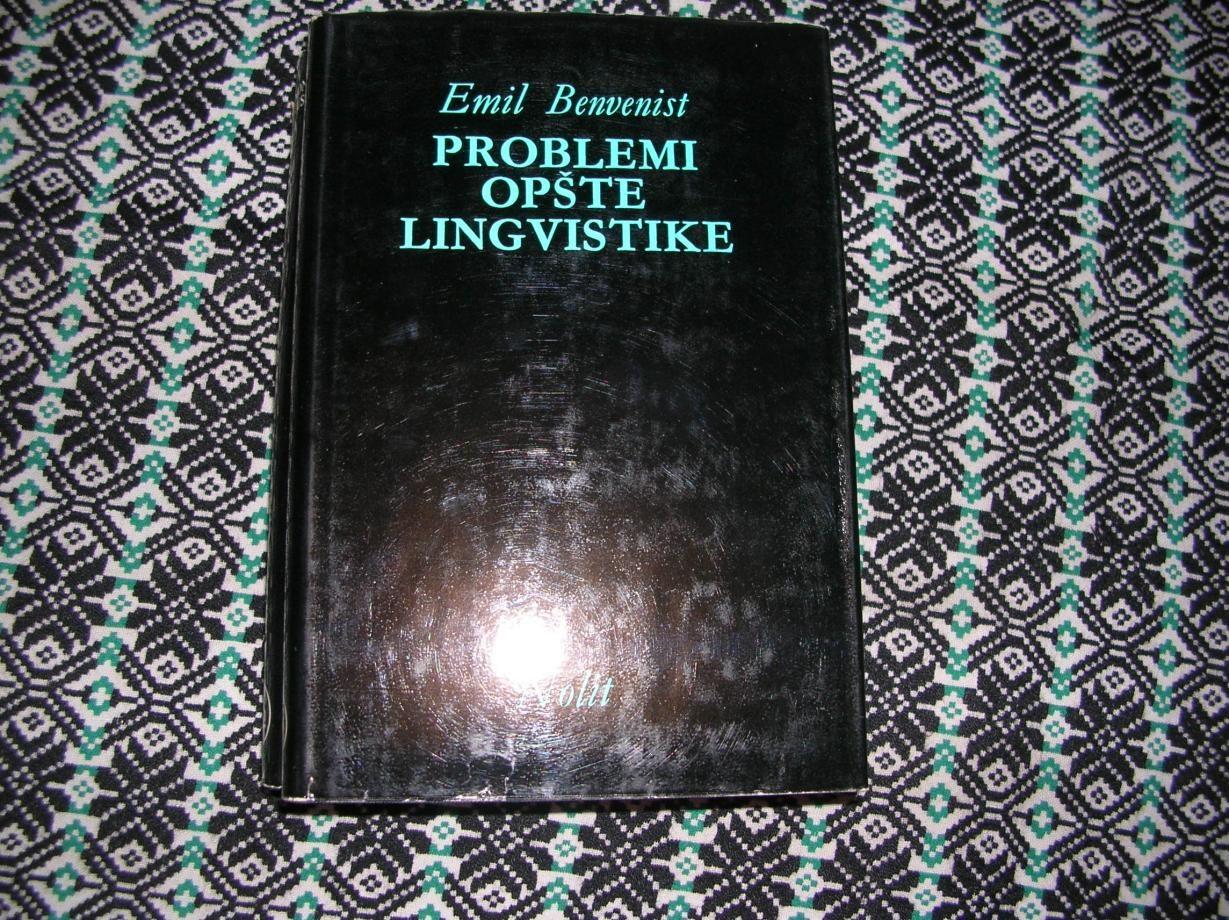 Emil Benvenist
PROBLEMI
OPŠTE
LINGVISTIKE
Nolit